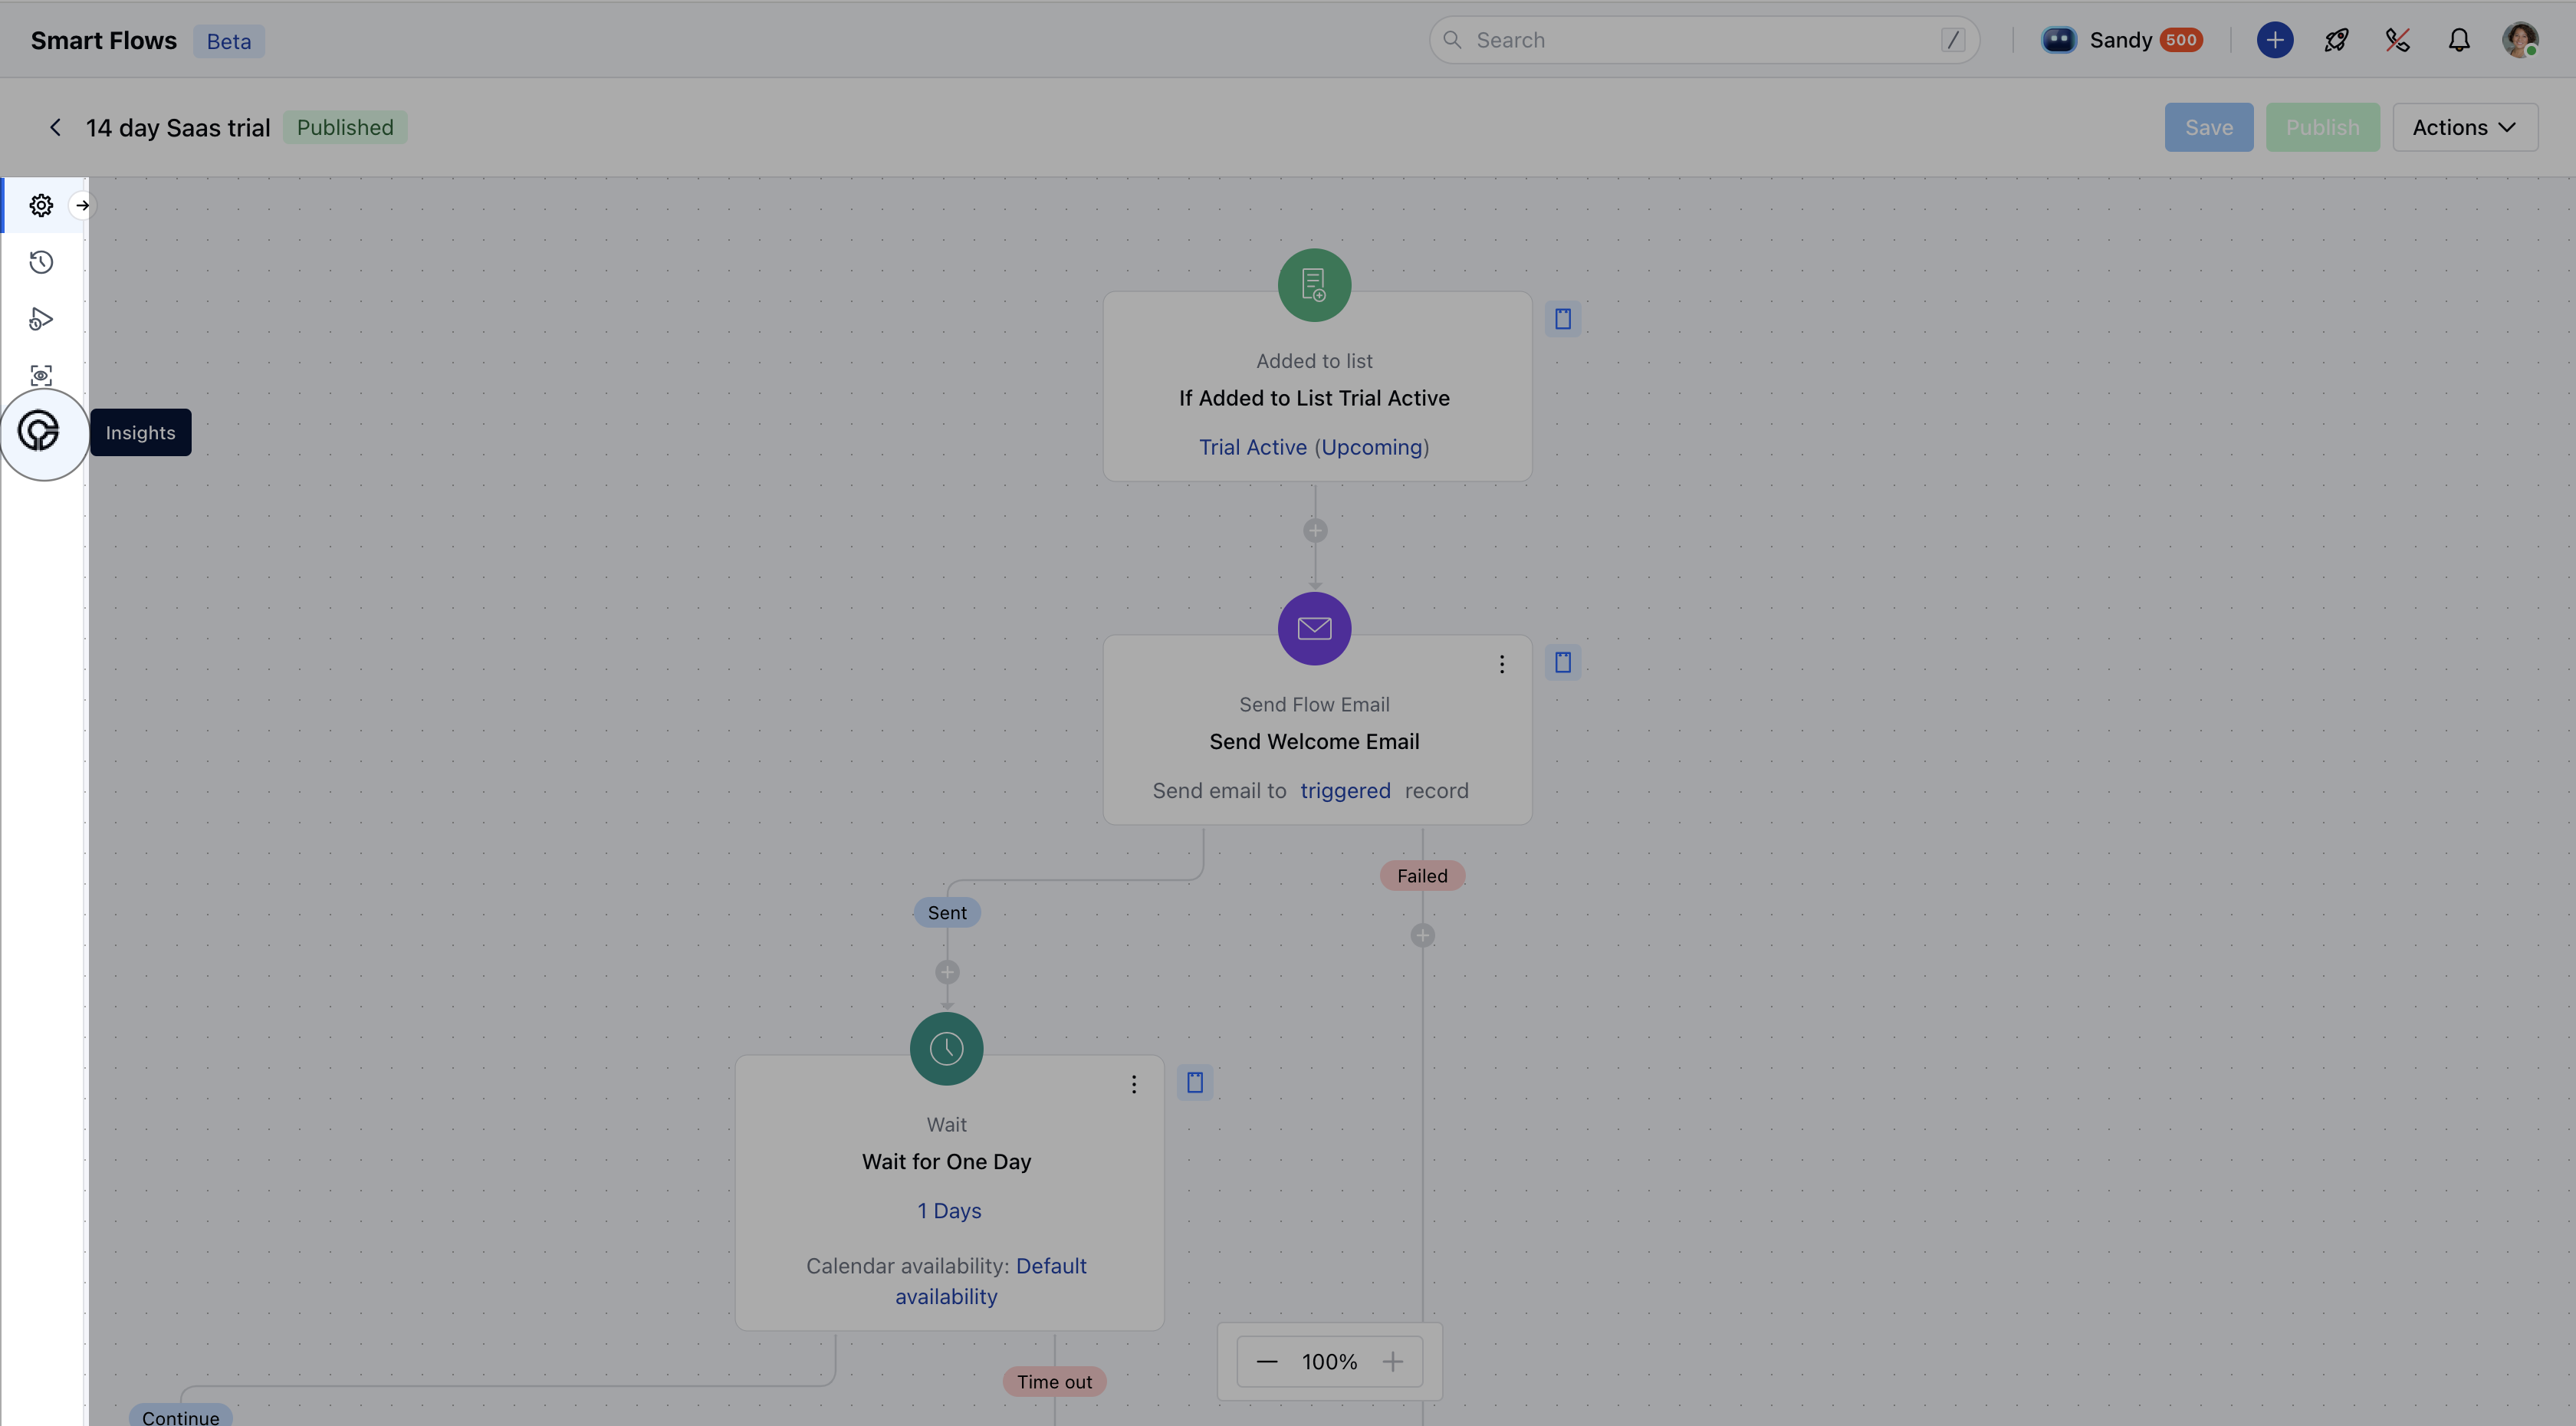 Smart Flows Beta
Search /
Sandy 500
14 day Saas trial Published
Save Publish Actions
Insights
Added to list
If Added to List Trial Active
Trial Active (Upcoming)
Send Flow Email
Send Welcome Email
Send email to triggered record
Failed
Sent
Wait
Wait for One Day
1 Days
Calendar availability: Default
availability
100%
Time out
Continue